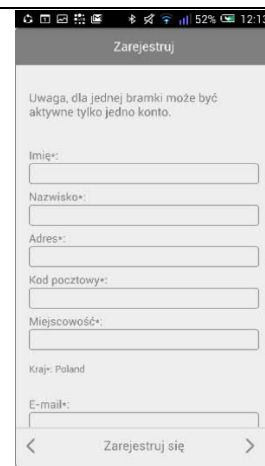 52% 12:13
Zarejestruj
Uwaga, dla jednej bramki może być
aktywne tylko jedno konto.
Imię*:
Nazwisko*:
Adres*:
Kod pocztowy*:
Miejscowość*:
Kraj*: Poland
E-mail*:
Zarejestruj się